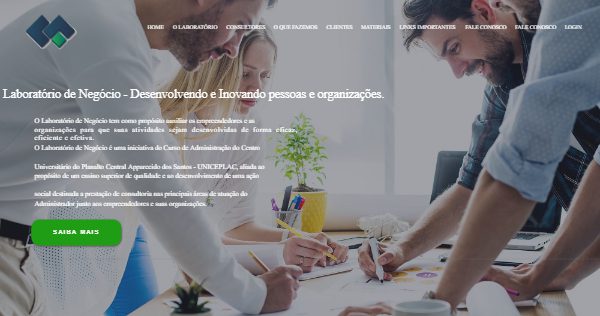 HOME O LABORATÓRIO CONSULTORES O QUE FAZEMOS CLIENTES MATERIAIS LINKS IMPORTANTES FALE CONOSCO FALE CONOSCO LOGIN
Laboratório de Negócio - Desenvolvendo e Inovando pessoas e organizações.
O Laboratório de Negócio tem como propósito auxiliar os empreendedores e as
organizações para que suas atividades sejam desenvolvidas de forma eficaz,
eficiente e efetiva.
O Laboratório de Negócio é uma iniciativa do Curso de Administração do Centro
Universitário do Planalto Central Apparecido dos Santos - UNICEPLAC, aliada ao
propósito de um ensino superior de qualidade e ao desenvolvimento de uma ação
social destinada a prestação de consultoria nas principais áreas de atuação do
Administrador junto aos empreendedores e suas organizações.
SAIBA MAIS